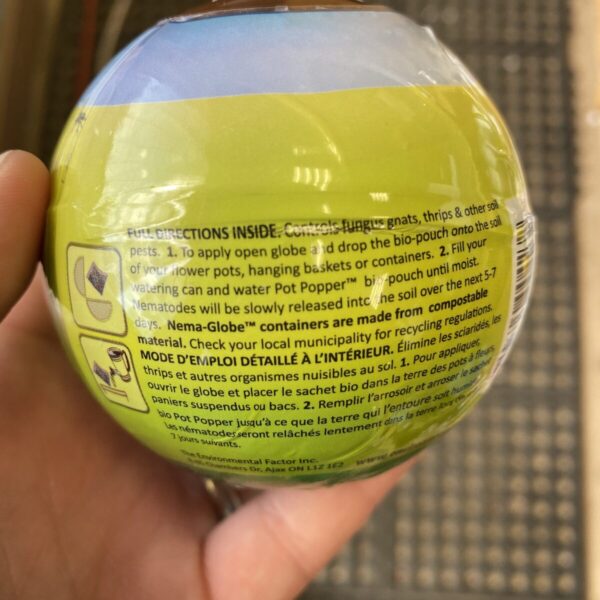 FULL DIRECTIONS INSIDE. Controls fungus gnats, thrips & other soil
pests. 1. To apply open globe and drop the bio-pouch onto the soil
of your flower pots, hanging baskets or containers. 2. Fill your
watering can and water Pot Popper™ bio-pouch until moist.
Nematodes will be slowly released into the soil over the next 5-7
days. Nema-Globe™ containers are made from compostable
material. Check your local municipality for recycling regulations.
MODE D'EMPLOI DÉTAILLÉ À L'INTÉRIEUR. Élimine les sciaridés, les
thrips et autres organismes nuisibles au sol. 1. Pour appliquer,
ouvrir le globe et placer le sachet bio dans la terre des pots à fleurs,
paniers suspendus ou bacs. 2. Remplir l'arrosoir et arroser le sachet
bio Pot Popper jusqu'à ce que la terre qui l'entoure soit
Les nématodes seront relâchés lentement dans la terre
7 jours suivants.
The Environmental Factor Inc.
Chambers Dr, Ajax ON L1Z 1E2 www.